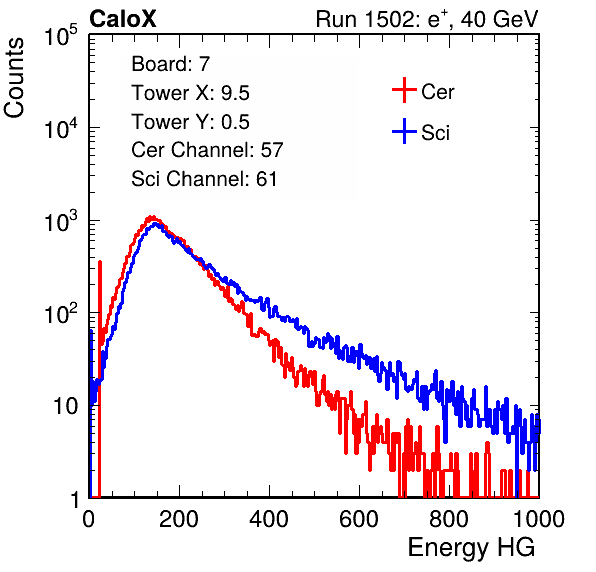 CaloX Run 1502: e⁺, 40 GeV
Board: 7
Tower X: 9.5
Tower Y: 0.5
Cer Channel: 57
Sci Channel: 61
Cer
Sci
Counts
10⁵
10⁴
10³
10²
10
1
0 200 400 600 800 1000
Energy HG